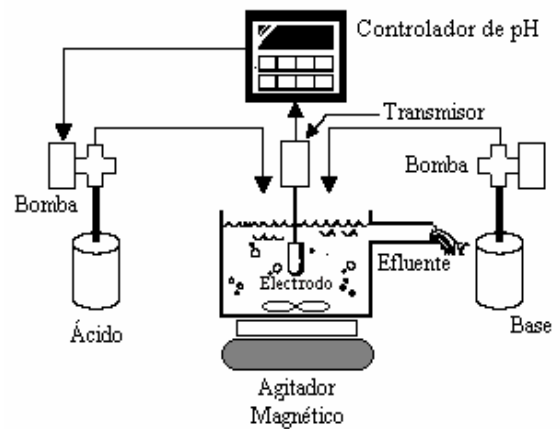 Controlador de pH
Transmisor
Bomba
Bomba
Efluente
Electrodo
Ácido
Base
Agitador
Magnético